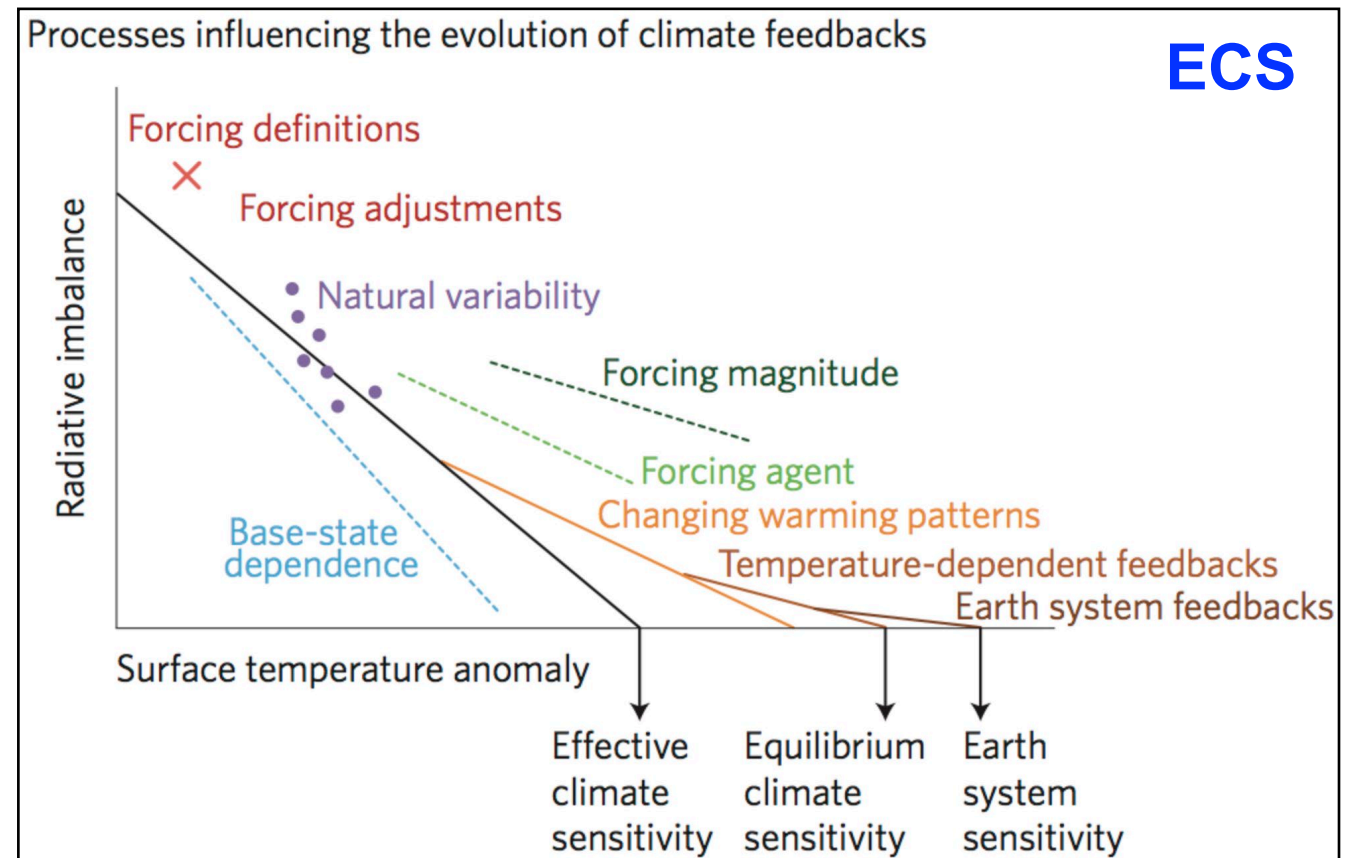 Processes influencing the evolution of climate feedbacks
ECS
Forcing definitions
Forcing adjustments
Radiative imbalance
Natural variability
Forcing magnitude
Forcing agent
Changing warming patterns
Base-state
dependence
Temperature-dependent feedbacks
Earth system feedbacks
Surface temperature anomaly
Effective
climate
sensitivity
Equilibrium
climate
sensitivity
Earth
system
sensitivity